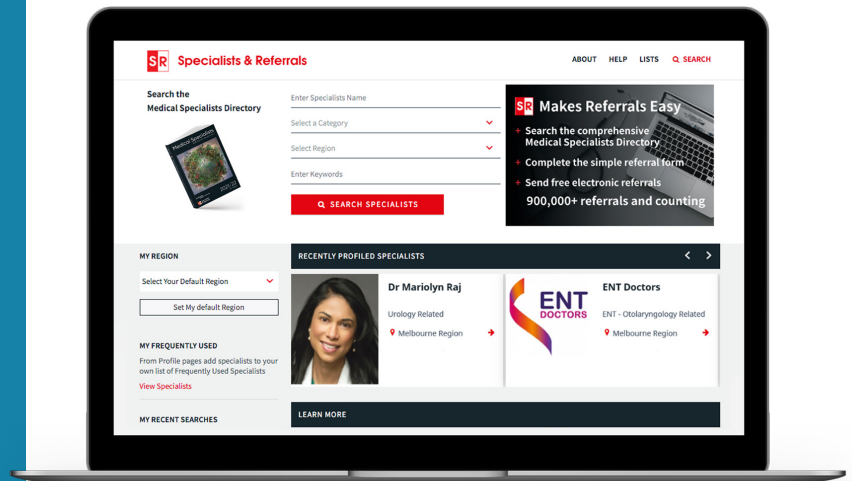 SR Specialists & Referrals
ABOUT HELP LISTS SEARCH
Search the
Medical Specialists Directory
Medical Specialists
2021/22
Enter Specialists Name
Select a Category
Select Region
Enter Keywords
SEARCH SPECIALISTS
SR Makes Referrals Easy
+ Search the comprehensive
Medical Specialists Directory
+ Complete the simple referral form
+ Send free electronic referrals
900,000+ referrals and counting
MY REGION
Select Your Default Region
Set My default Region
MY FREQUENTLY USED
From Profile pages add specialists to your
own list of Frequently Used Specialists
View Specialists
MY RECENT SEARCHES
RECENTLY PROFILED SPECIALISTS
Dr Mariolyn Raj
Urology Related
Melbourne Region
ENT
DOCTORS
ENT Doctors
ENT - Otolaryngology Related
Melbourne Region
LEARN MORE